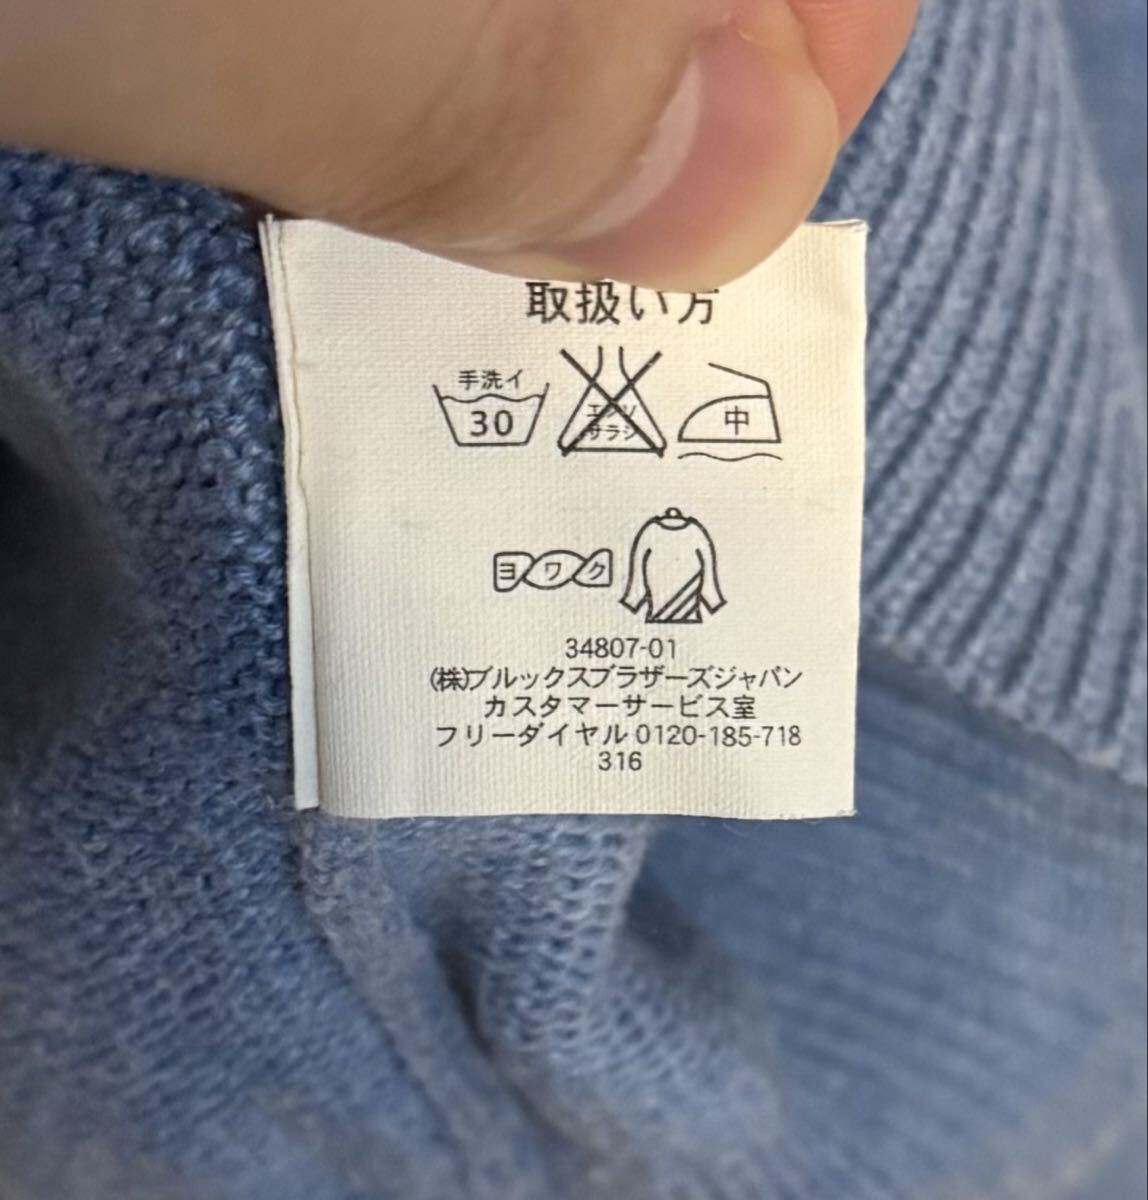 取扱い方
手洗イ
30
エンソ
サラシ
中
ヨワク
34807-01
(株)ブルックスブラザーズジャパン
カスタマーサービス室
フリーダイヤル 0120-185-718
316